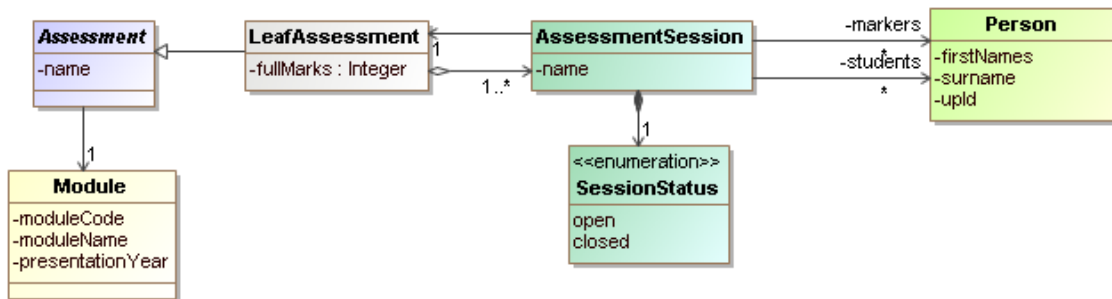 Assessment
-name
1
Module
-moduleCode
-moduleName
-presentationYear
LeafAssessment
-fullMarks : Integer
1
1..*
AssessmentSession
-name
1
<<enumeration>>
SessionStatus
open
closed
-markers
*
-students
*
Person
-firstNames
-surname
-upId